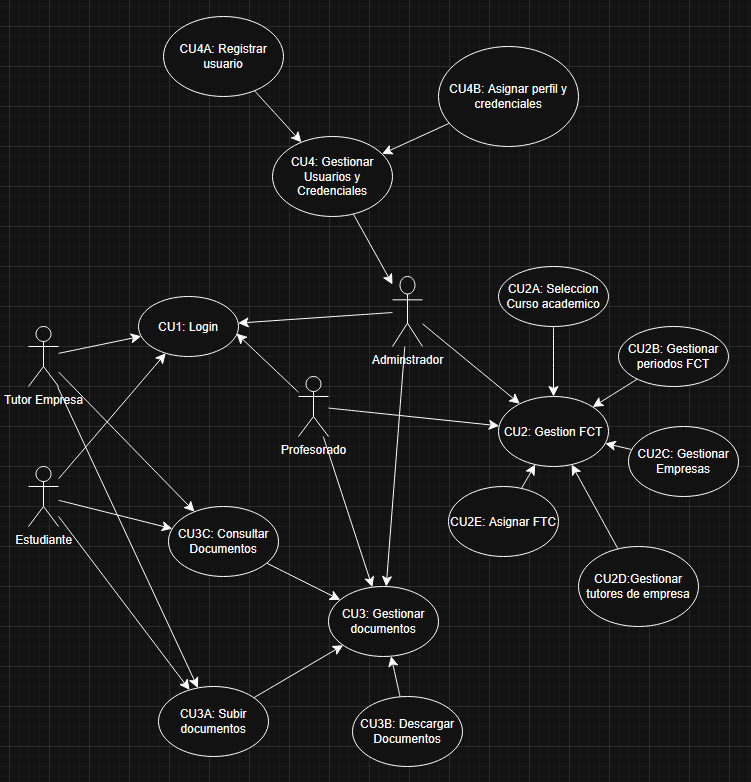 CU4A: Registrar
usuario
CU4B: Asignar perfil y
credenciales
CU4: Gestionar
Usuarios y
Credenciales
CU2A: Seleccion
Curso academico
CU1: Login
Adminstrador
CU2B: Gestionar
periodos FCT
Tutor Empresa
Profesorado
CU2: Gestion FCT
CU2C: Gestionar
Empresas
CU2E: Asignar FTC
Estudiante
CU3C: Consultar
Documentos
CU2D:Gestionar
tutores de empresa
CU3: Gestionar
documentos
CU3A: Subir
documentos
CU3B: Descargar
Documentos